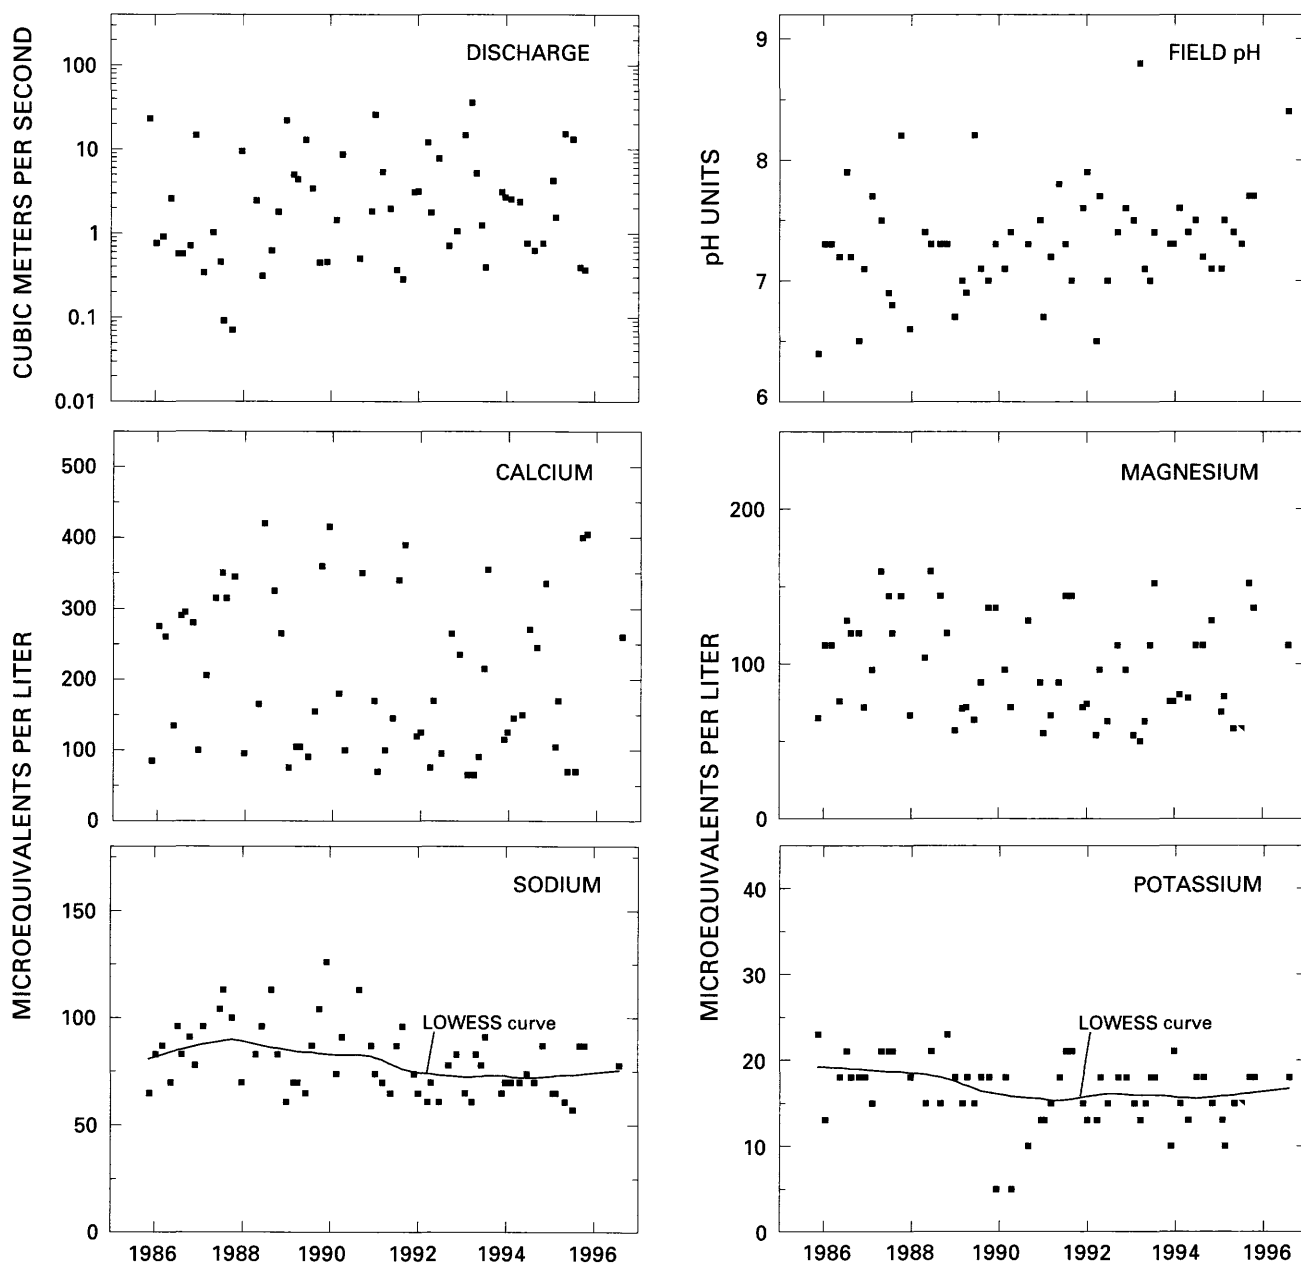 CUBIC METERS PER SECOND
DISCHARGE
100
10
1
0.1
0.01
pH UNITS
FIELD pH
9
8
7
6
MICROEQUIVALENTS PER LITER
CALCIUM
500
400
300
200
100
0
MICROEQUIVALENTS PER LITER
MAGNESIUM
200
100
0
SODIUM
150
100
50
0
LOWESS curve
1986 1988 1990 1992 1994 1996
POTASSIUM
40
30
20
10
0
LOWESS curve
1986 1988 1990 1992 1994 1996